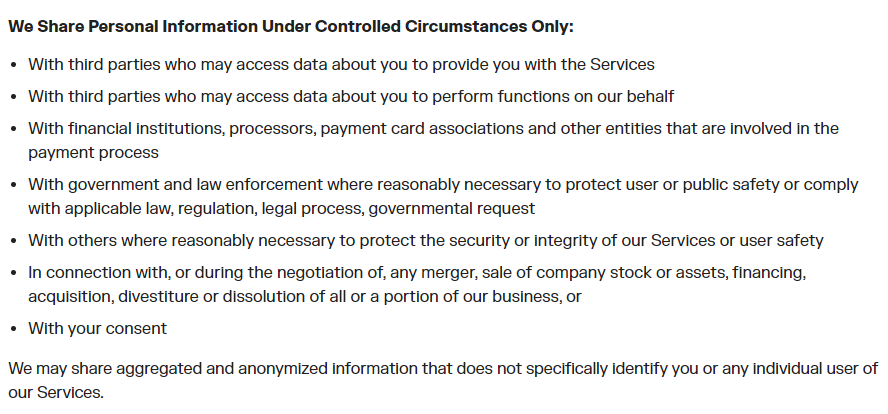 We Share Personal Information Under Controlled Circumstances Only:
• With third parties who may access data about you to provide you with the Services
• With third parties who may access data about you to perform functions on our behalf
• With financial institutions, processors, payment card associations and other entities that are involved in the
payment process
• With government and law enforcement where reasonably necessary to protect user or public safety or comply
with applicable law, regulation, legal process, governmental request
• With others where reasonably necessary to protect the security or integrity of our Services or user safety
• In connection with, or during the negotiation of, any merger, sale of company stock or assets, financing,
acquisition, divestiture or dissolution of all or a portion of our business, or
• With your consent
We may share aggregated and anonymized information that does not specifically identify you or any individual user of
our Services.